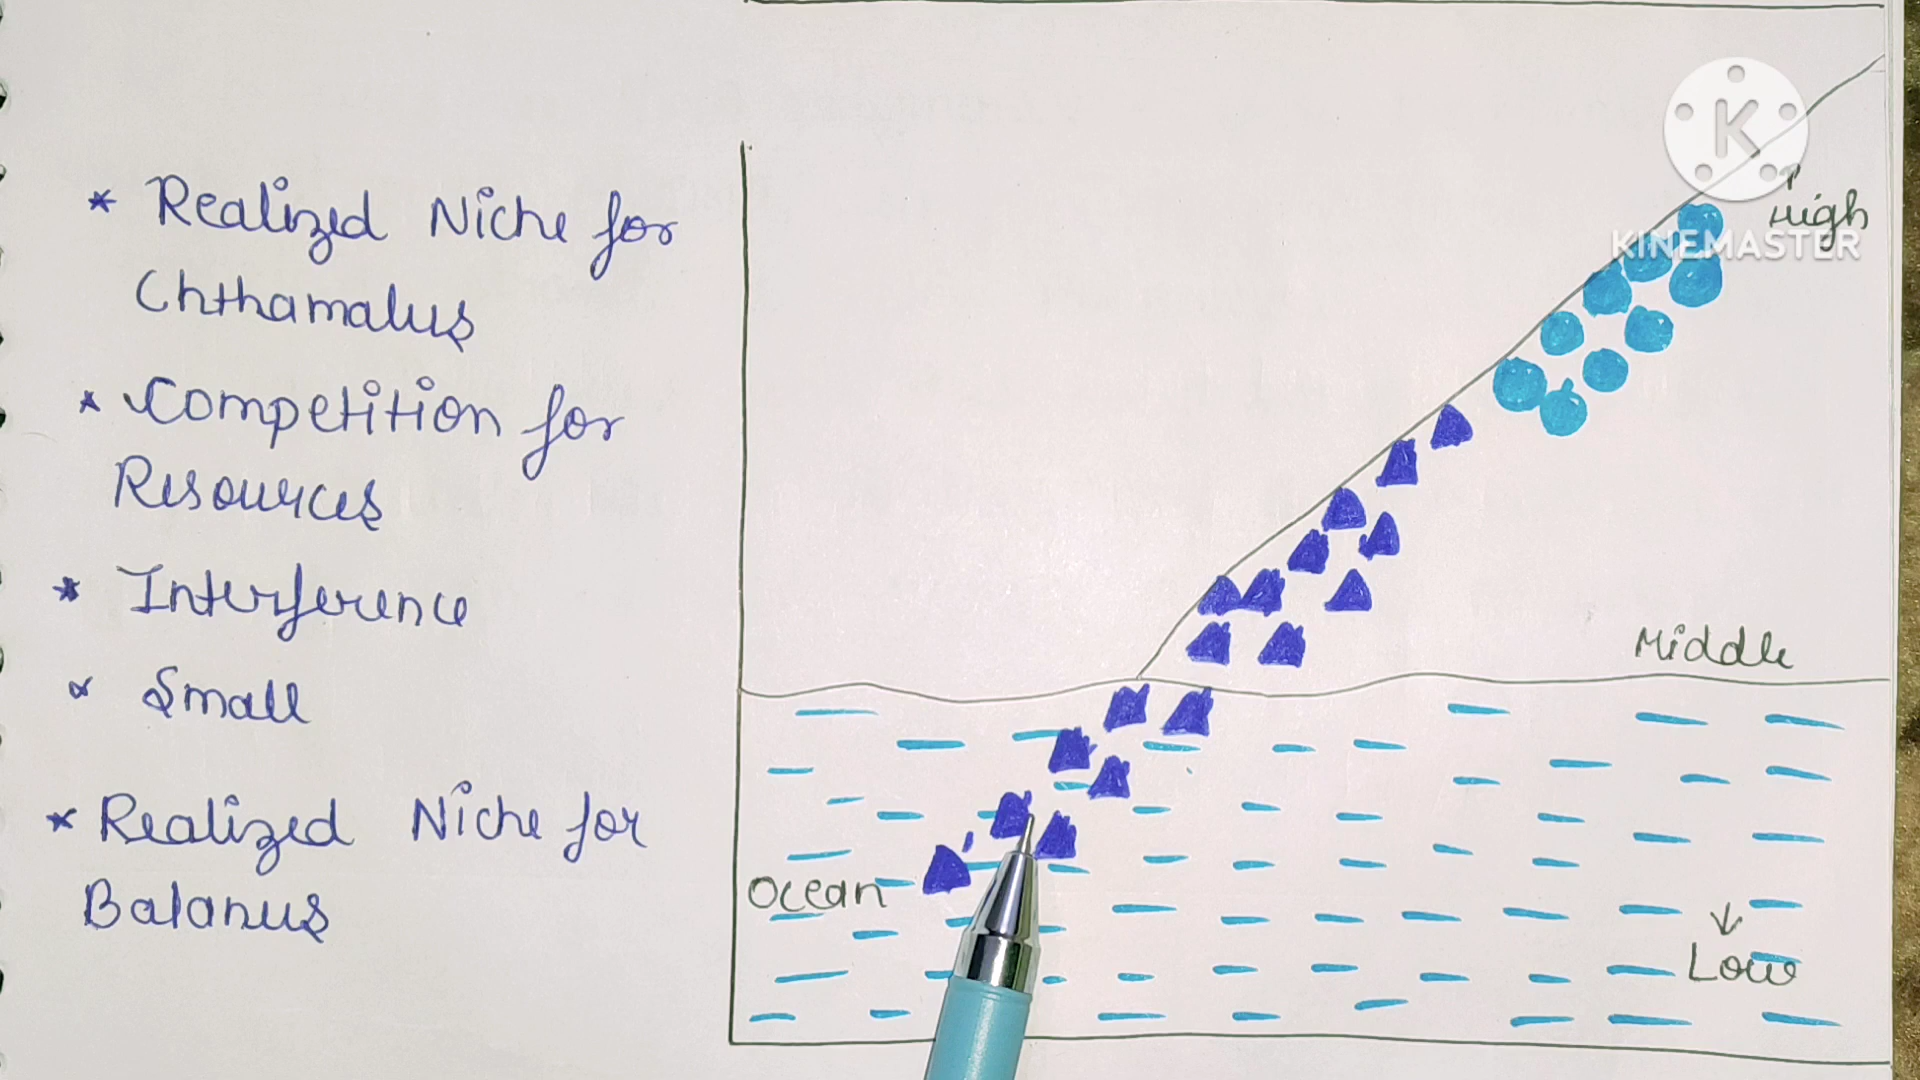 * Realized Niche for
Chthamalus
* Competition for
Resources
* Interference
* Small
* Realized Niche for
Balanus
K
High
KINEMASTER
Middle
Ocean
↓
Low